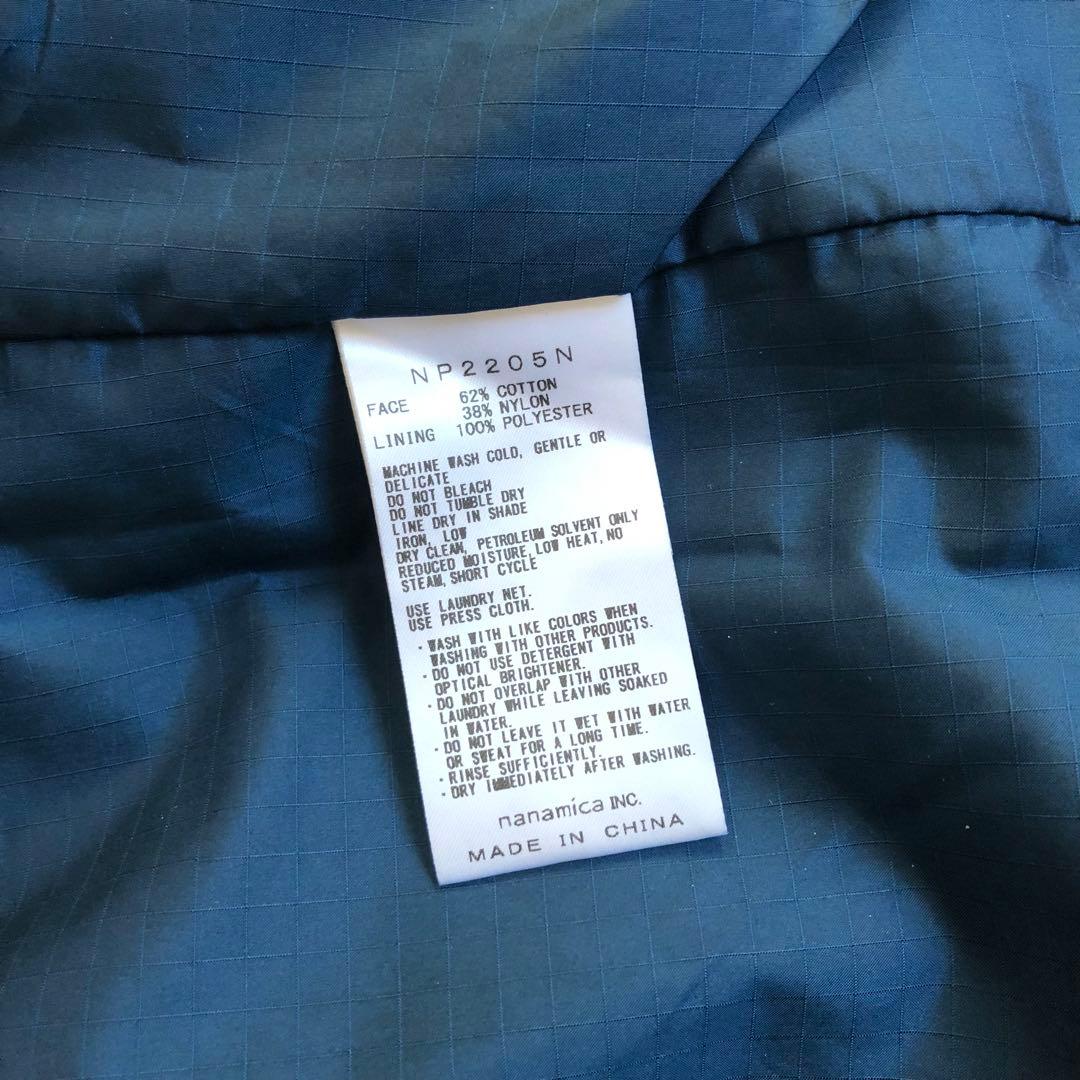 NP2205N
FACE 62% COTTON
38% NYLON
LINING 100% POLYESTER
MACHINE WASH COLD, GENTLE OR
DELICATE
DO NOT BLEACH
DO NOT TUMBLE DRY
LINE DRY IN SHADE
IRON, LOW
DRY CLEAN, PETROLEUM SOLVENT ONLY
REDUCED MOISTURE, LOW HEAT, NO
STEAM, SHORT CYCLE
USE LAUNDRY NET.
USE PRESS CLOTH.
・WASH WITH LIKE COLORS WHEN
WASHING WITH OTHER PRODUCTS.
・DO NOT USE DETERGENT WITH
OPTICAL BRIGHTENER.
・DO NOT OVERLAP WITH OTHER
LAUNDRY WHILE LEAVING SOAKED
IN WATER.
・DO NOT LEAVE IT WET WITH WATER
OR SWEAT FOR A LONG TIME.
・RINSE SUFFICIENTLY.
・DRY IMMEDIATELY AFTER WASHING.
nanamica INC.
MADE IN CHINA